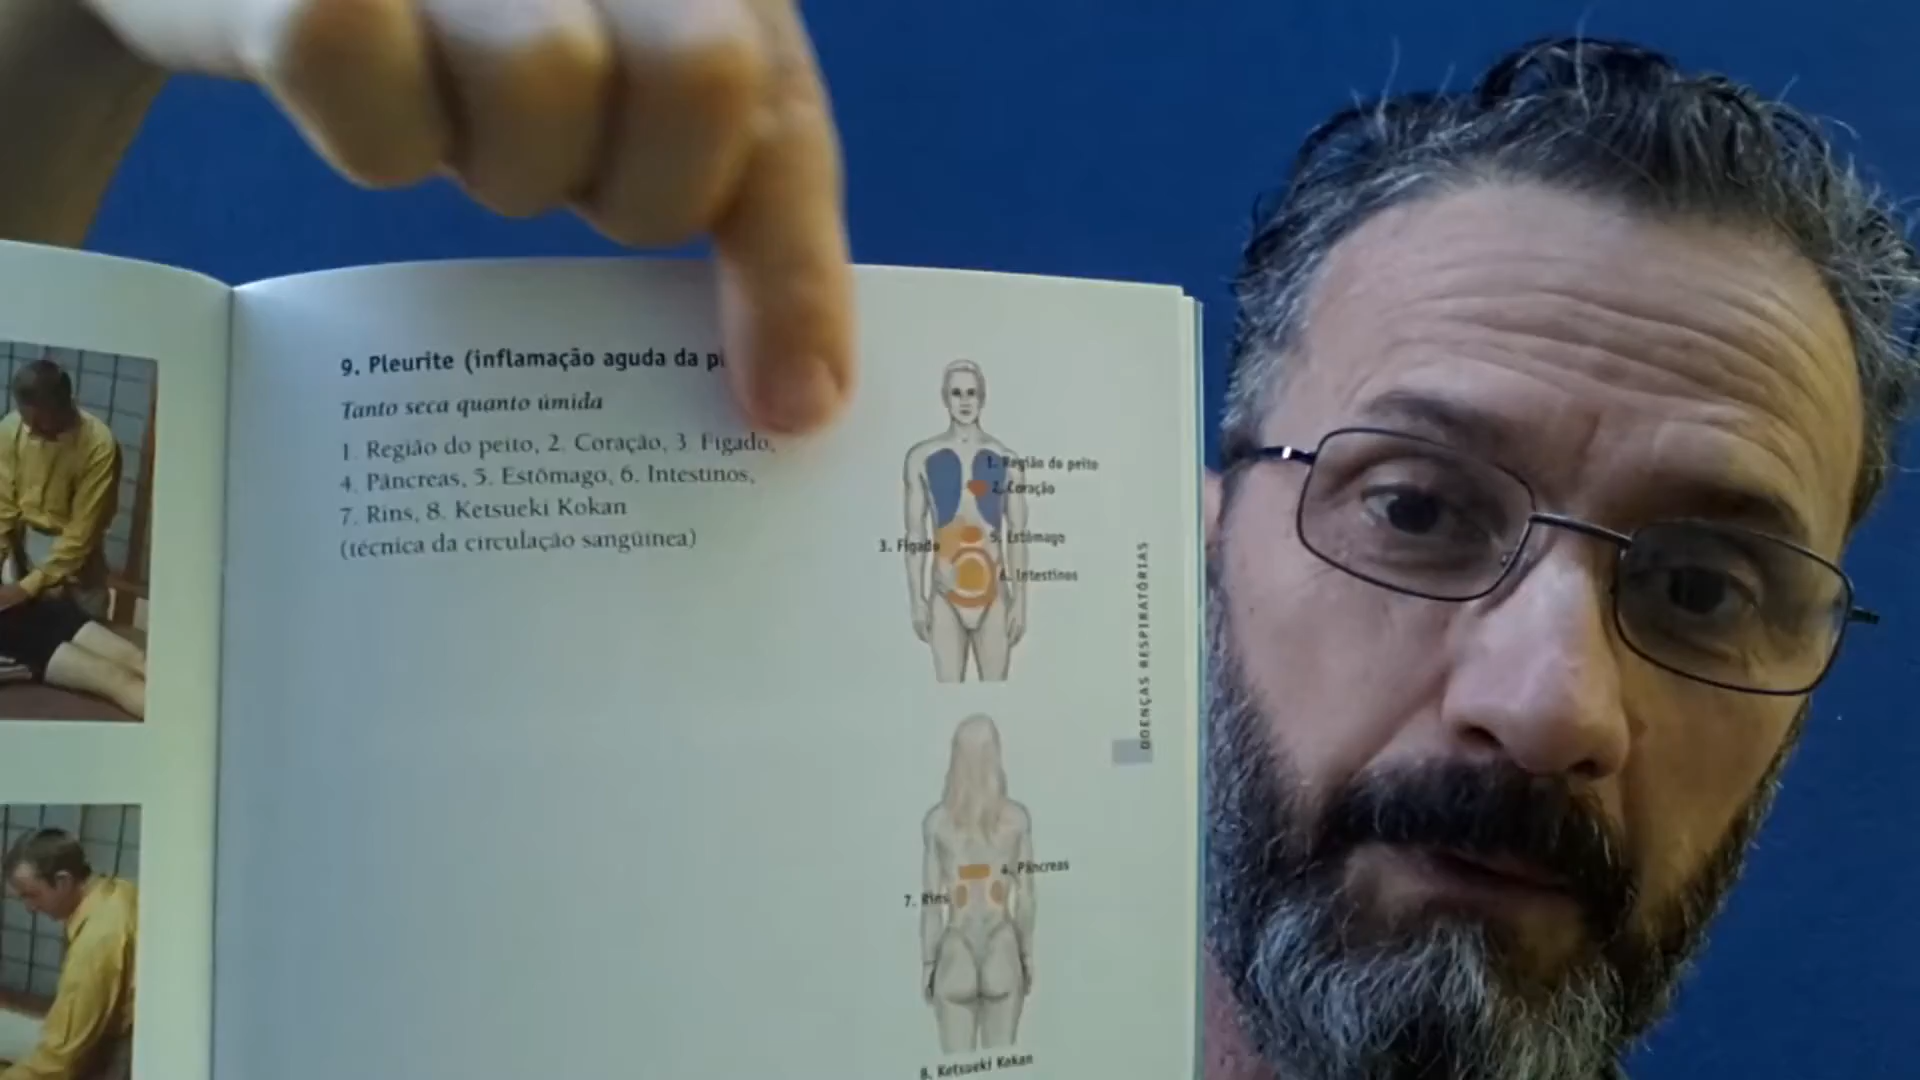 9. Pleurite (inflamação aguda da
Tanto seca quanto úmida
1. Região do peito, 2. Coração, 3. Fígado,
4. Pâncreas, 5. Estômago, 6. Intestinos,
7. Rins, 8. Ketsueki Kokan
(técnica da circulação sangüínea)
1. Região do peito
2. Coração
3. Fígado
5. Estômago
6. Intestinos
DOENÇAS RESPIRATÓRIAS
4. Pâncreas
7. Rins
8. Ketsueki Kokan